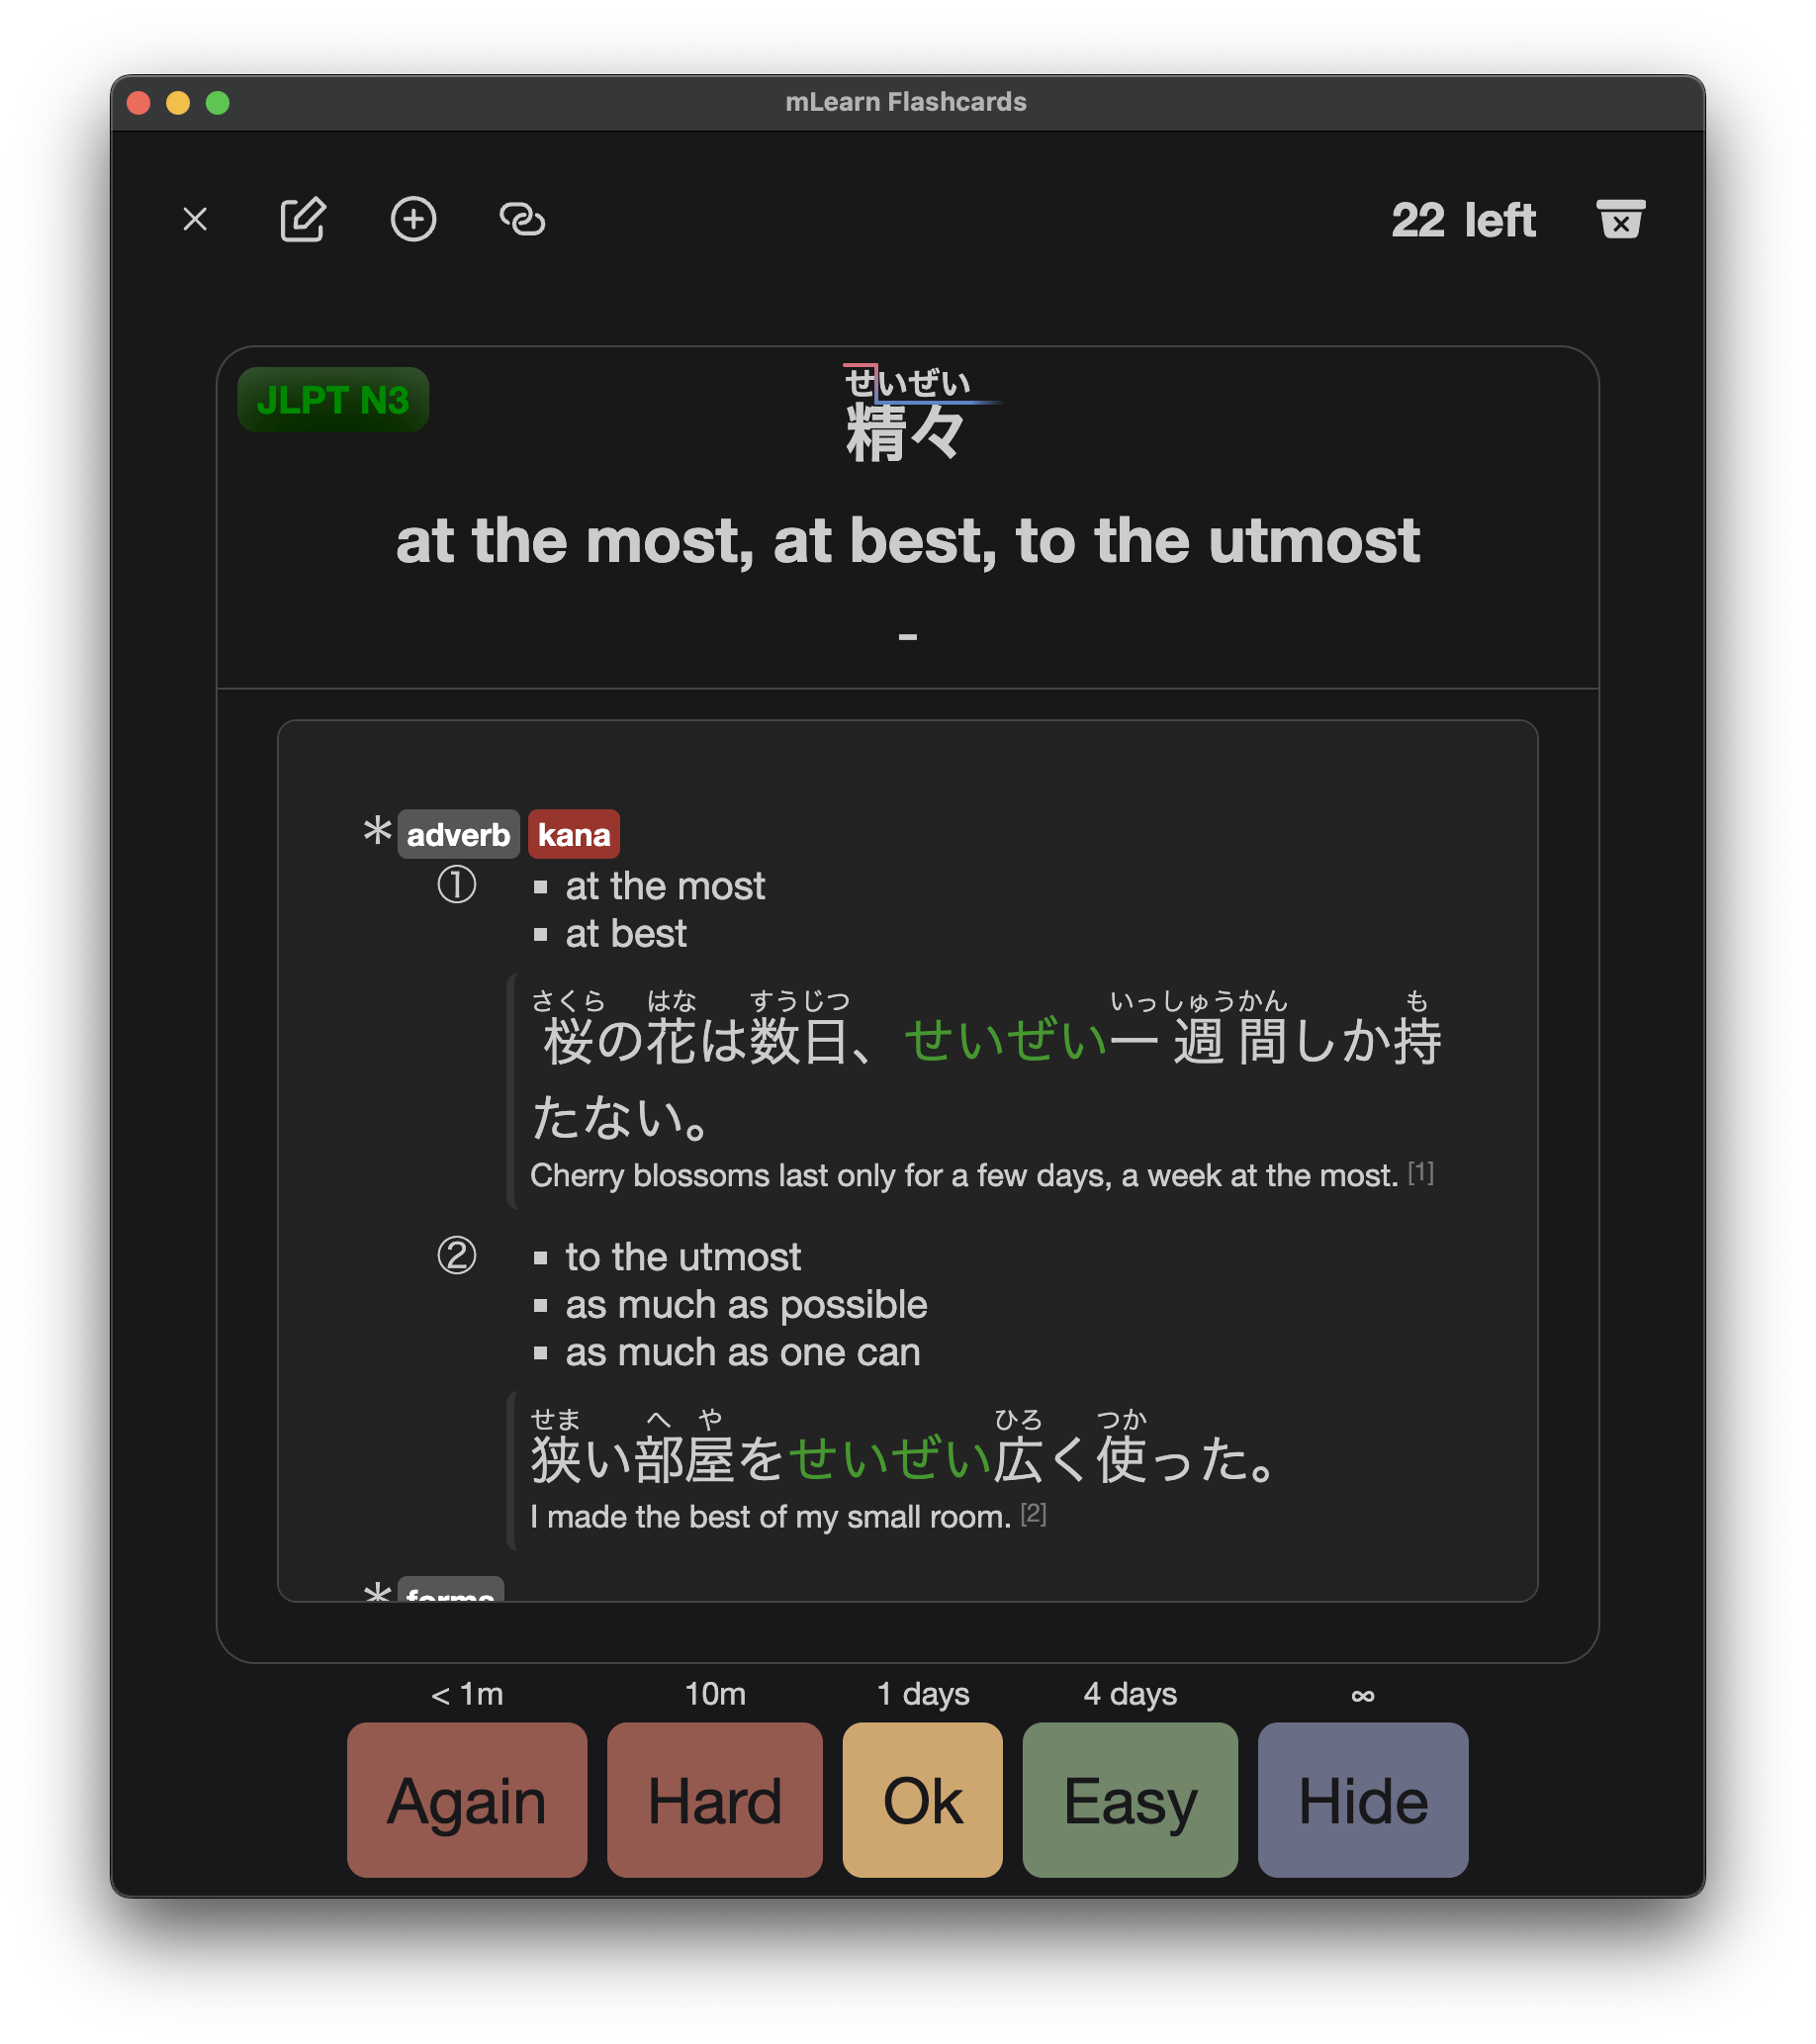 mLearn Flashcards
22 left
JLPT N3
せいぜい
精々
at the most, at best, to the utmost
-
* adverb kana
① ▪ at the most
▪ at best
さくら はな すうじつ いっしゅうかん も
桜の花は数日、せいぜい一週間しか持
たない。
Cherry blossoms last only for a few days, a week at the most. [1]
② ▪ to the utmost
▪ as much as possible
▪ as much as one can
せま へ や ひろ つか
狭い部屋をせいぜい広く使った。
I made the best of my small room. [2]
* forms
< 1m 10m 1 days 4 days ∞
Again Hard Ok Easy Hide